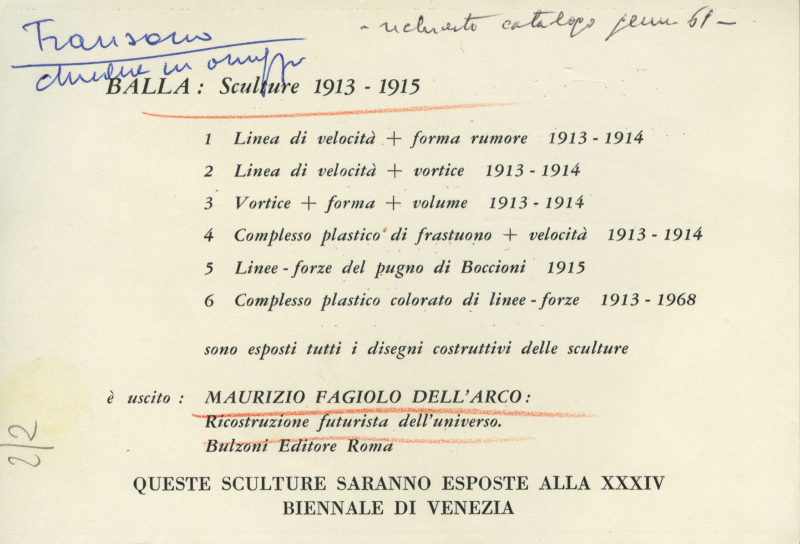 - richiesto catalogo genn 68 -
BALLA : Sculture 1913 - 1915
1 Linea di velocità + forma rumore 1913 - 1914
2 Linea di velocità + vortice 1913 - 1914
3 Vortice + forma + volume 1913 - 1914
4 Complesso plastico di frastuono + velocità 1913 - 1914
5 Linee - forze del pugno di Boccioni 1915
6 Complesso plastico colorato di linee - forze 1913 - 1968
sono esposti tutti i disegni costruttivi delle sculture
è uscito : MAURIZIO FAGIOLO DELL'ARCO :
Ricostruzione futurista dell'universo.
Bulzoni Editore Roma
2/2
QUESTE SCULTURE SARANNO ESPOSTE ALLA XXXIV
BIENNALE DI VENEZIA